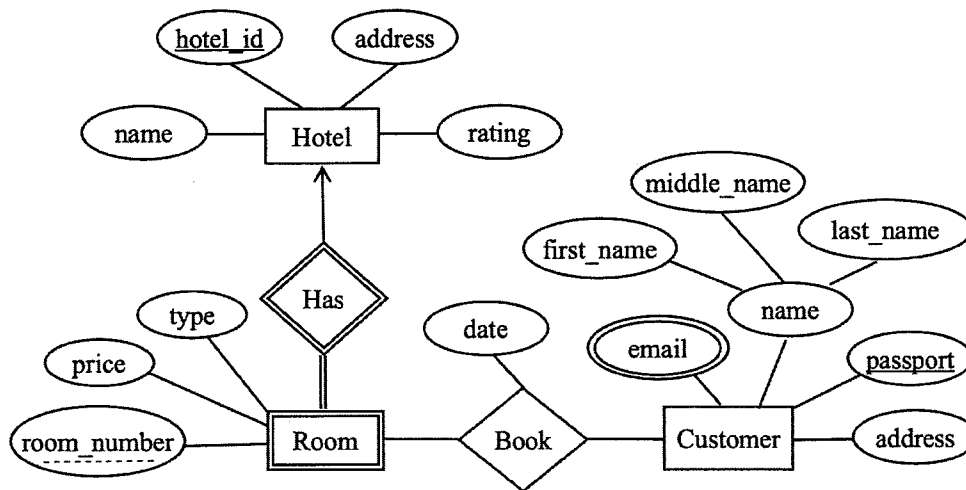 hotel_id
address
name
Hotel
rating
middle_name
last_name
first_name
name
Has
type
date
email
passport
price
room_number
Room
Book
Customer
address